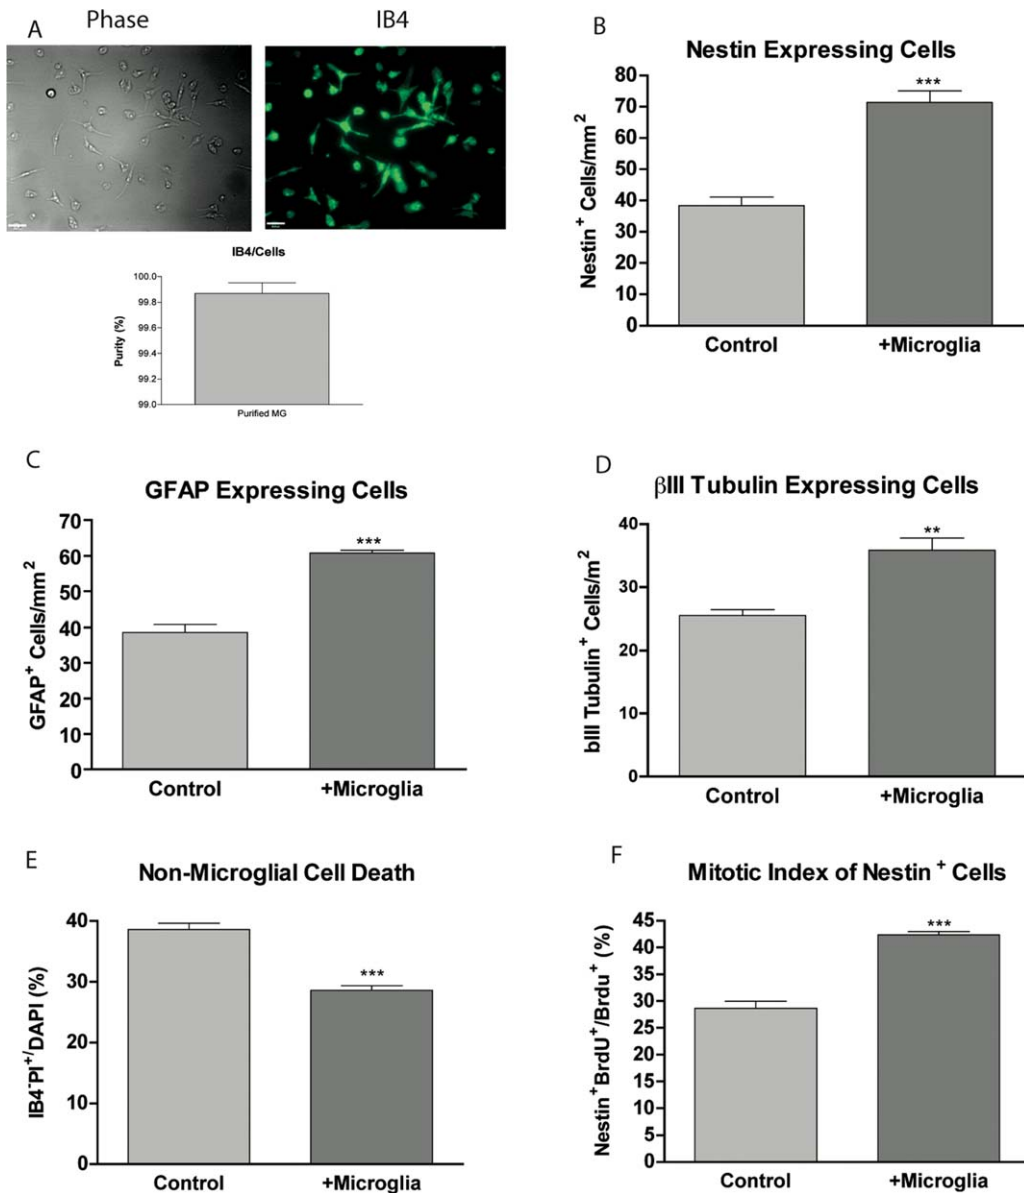 A
Phase
IB4
IB4/Cells
Purity (%)
100.0
99.8
99.6
99.4
99.2
99.0
Purified MG
B
Nestin Expressing Cells
Nestin⁺ Cells/mm²
80
70
60
50
40
30
20
10
0
***
Control
+Microglia
C
GFAP Expressing Cells
GFAP⁺ Cells/mm²
70
60
50
40
30
20
10
0
***
Control
+Microglia
D
βIII Tubulin Expressing Cells
bIII Tubulin⁺ Cells/m²
40
30
20
10
0
**
Control
+Microglia
E
Non-Microglial Cell Death
IB4⁻PI⁺/DAPI (%)
40
30
20
10
0
***
Control
+Microglia
F
Mitotic Index of Nestin ⁺ Cells
Nestin⁺BrdU⁺/Brdu⁺ (%)
45
40
35
30
25
20
15
10
5
0
***
Control
+Microglia